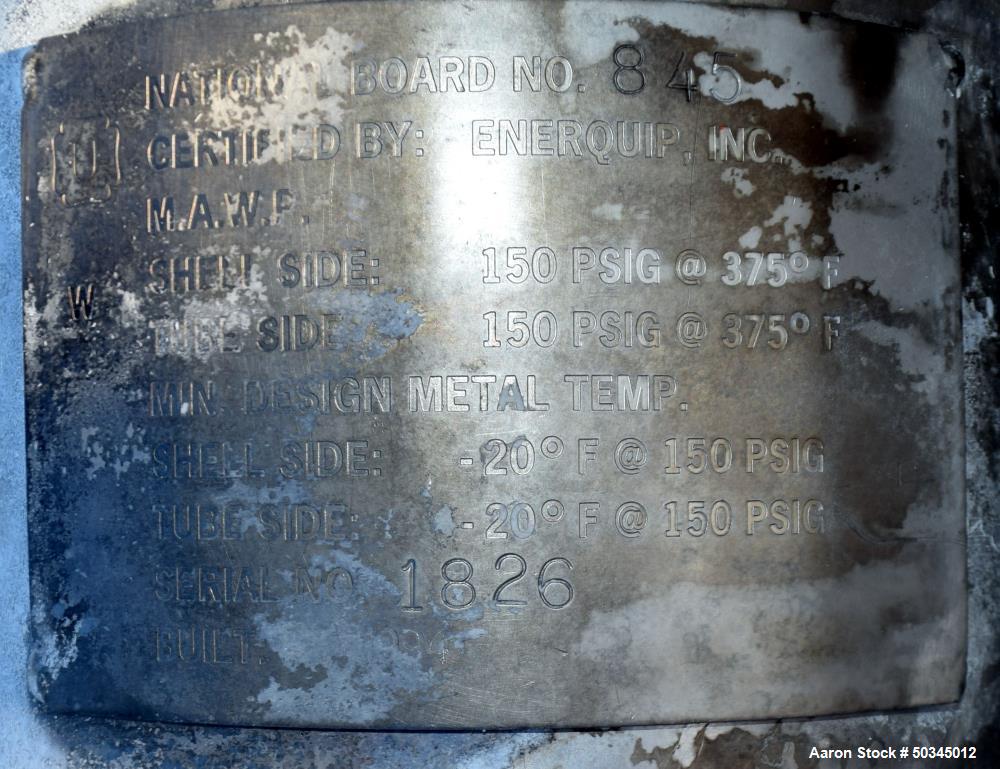 NATIONAL BOARD NO. 845
U
CERTIFIED BY: ENERQUIP, INC.
M.A.W.P.
SHELL SIDE: 150 PSIG @ 375° F
W
TUBE SIDE: 150 PSIG @ 375° F
MIN. DESIGN METAL TEMP.
SHELL SIDE: -20° F @ 150 PSIG
TUBE SIDE: -20° F @ 150 PSIG
SERIAL NO. 1826
BUILT:
Aaron Stock # 50345012